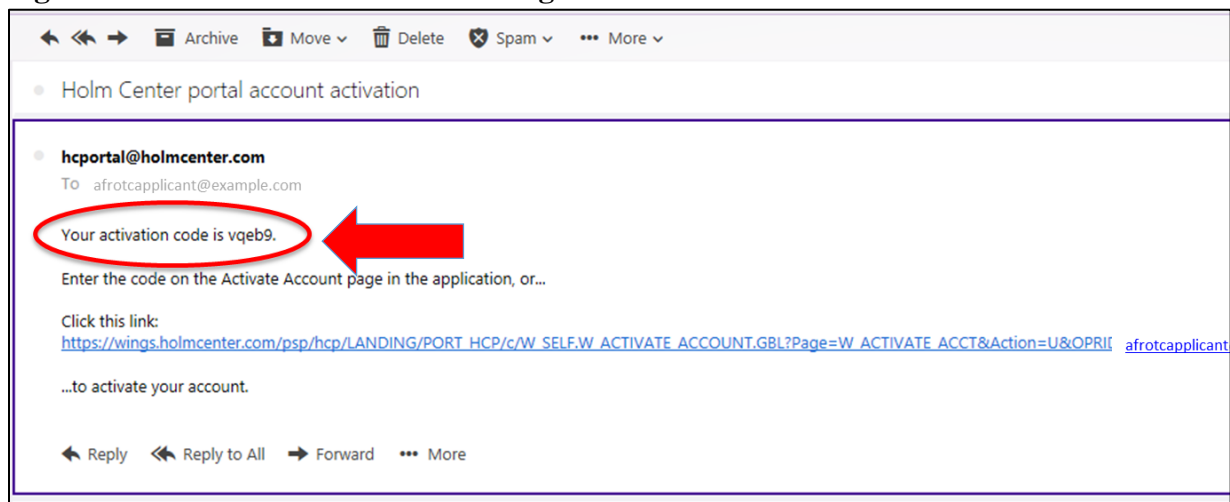 Archive Move Delete Spam More
Holm Center portal account activation
hcportal@holmcenter.com
To afrotcapplicant@example.com
Your activation code is vqeb9.
Enter the code on the Activate Account page in the application, or...
Click this link:
https://wings.holmcenter.com/psp/hcp/LANDING/PORT_HCP/c/W_SELF.W_ACTIVATE_ACCOUNT.GBL?Page=W_ACTIVATE_ACCT&Action=U&OPRID afrotcapplicant
...to activate your account.
Reply Reply to All Forward More